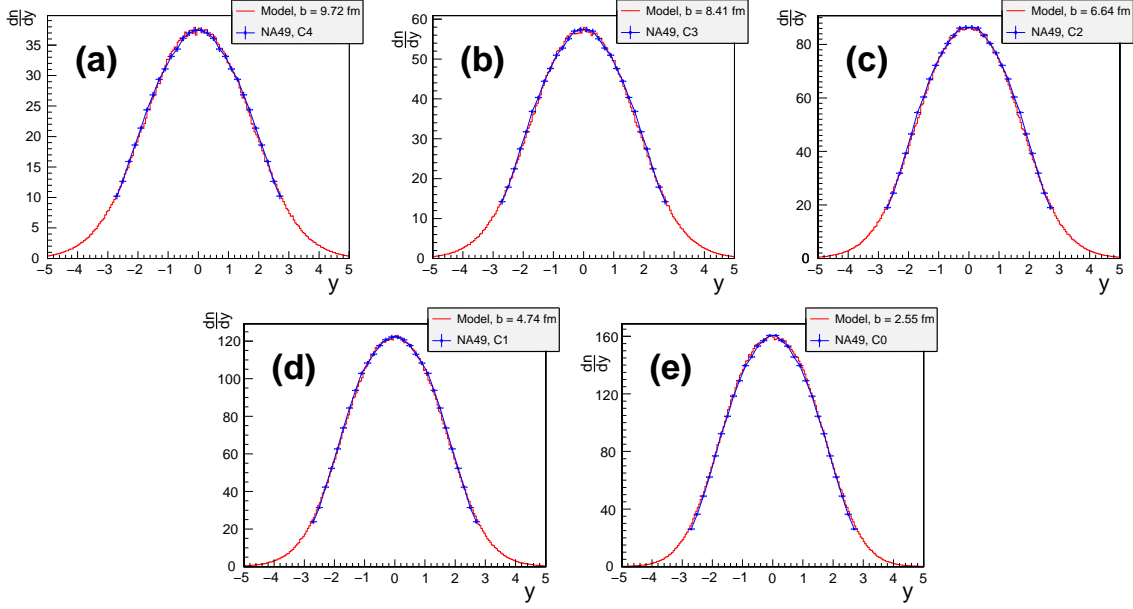 dn/dy
Model, b = 9.72 fm
NA49, C4
(a)
35
30
25
20
15
10
5
0
−5 −4 −3 −2 −1 0 1 2 3 4 5
y
dn/dy
Model, b = 8.41 fm
NA49, C3
(b)
60
50
40
30
20
10
0
−5 −4 −3 −2 −1 0 1 2 3 4 5
y
dn/dy
Model, b = 6.64 fm
NA49, C2
(c)
80
60
40
20
0
−5 −4 −3 −2 −1 0 1 2 3 4 5
y
dn/dy
Model, b = 4.74 fm
NA49, C1
(d)
120
100
80
60
40
20
0
−5 −4 −3 −2 −1 0 1 2 3 4 5
y
dn/dy
Model, b = 2.55 fm
NA49, C0
(e)
160
120
80
40
0
−5 −4 −3 −2 −1 0 1 2 3 4 5
y